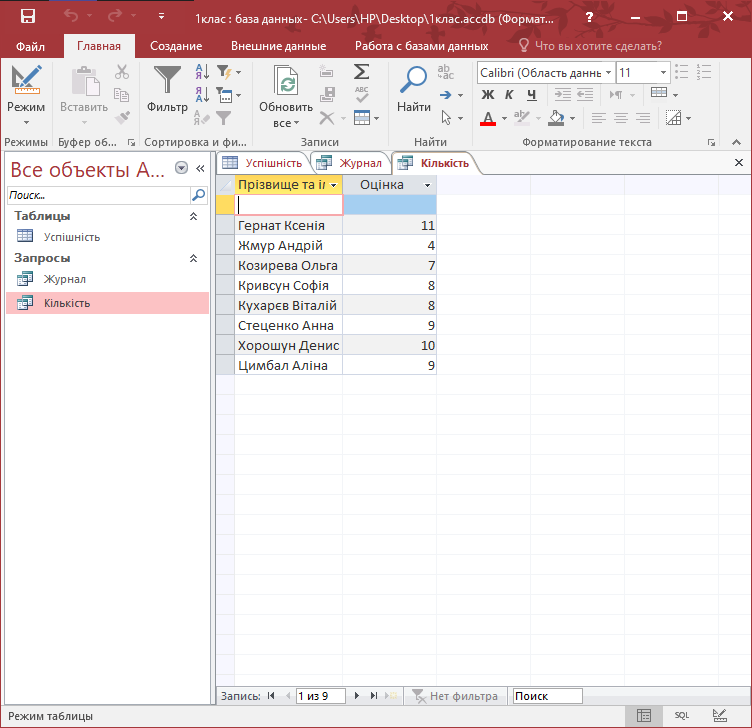 1клас : база данных- C:\Users\HP\Desktop\1клас.accdb (Формат...
?
Файл
Главная
Создание
Внешние данные
Работа с базами данных
Что вы хотите сделать?
Режим
Вставить
Фильтр
Обновить
все
Найти
Calibri (Область даннь
11
Ж К Ч
Режимы
Буфер об...
Сортировка и фи...
Записи
Найти
Форматирование текста
Все объекты A...
Поиск...
Таблицы
Успішність
Запросы
Журнал
Кількість
Успішність
Журнал
Кількість
Прізвище та іл
Оцінка
Гернат Ксенія 11
Жмур Андрій 4
Козирева Ольга 7
Кривсун Софія 8
Кухарєв Віталій 8
Стеценко Анна 9
Хорошун Денис 10
Цимбал Аліна 9
Запись:
1 из 9
Нет фильтра
Поиск
Режим таблицы
SQL